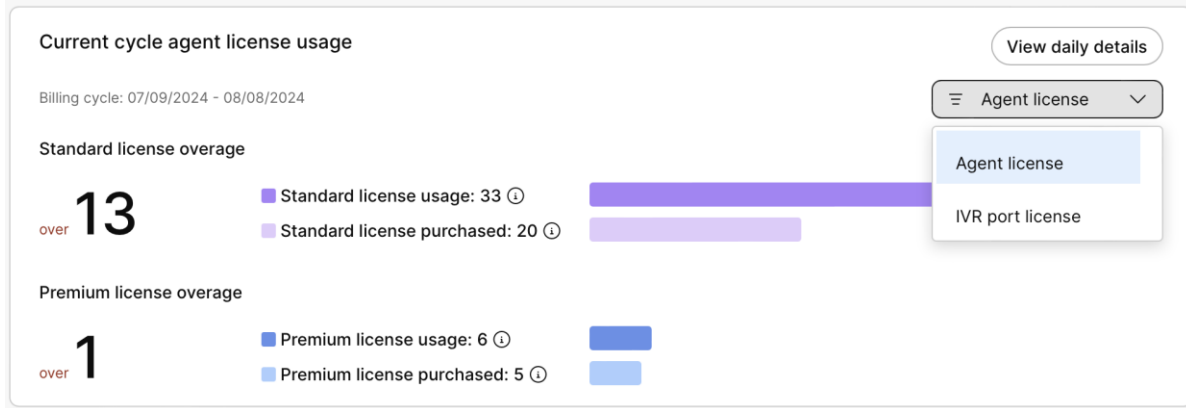 Current cycle agent license usage
View daily details
Billing cycle: 07/09/2024 - 08/08/2024
Agent license
Agent license
IVR port license
Standard license overage
over 13
Standard license usage: 33
Standard license purchased: 20
Premium license overage
over 1
Premium license usage: 6
Premium license purchased: 5